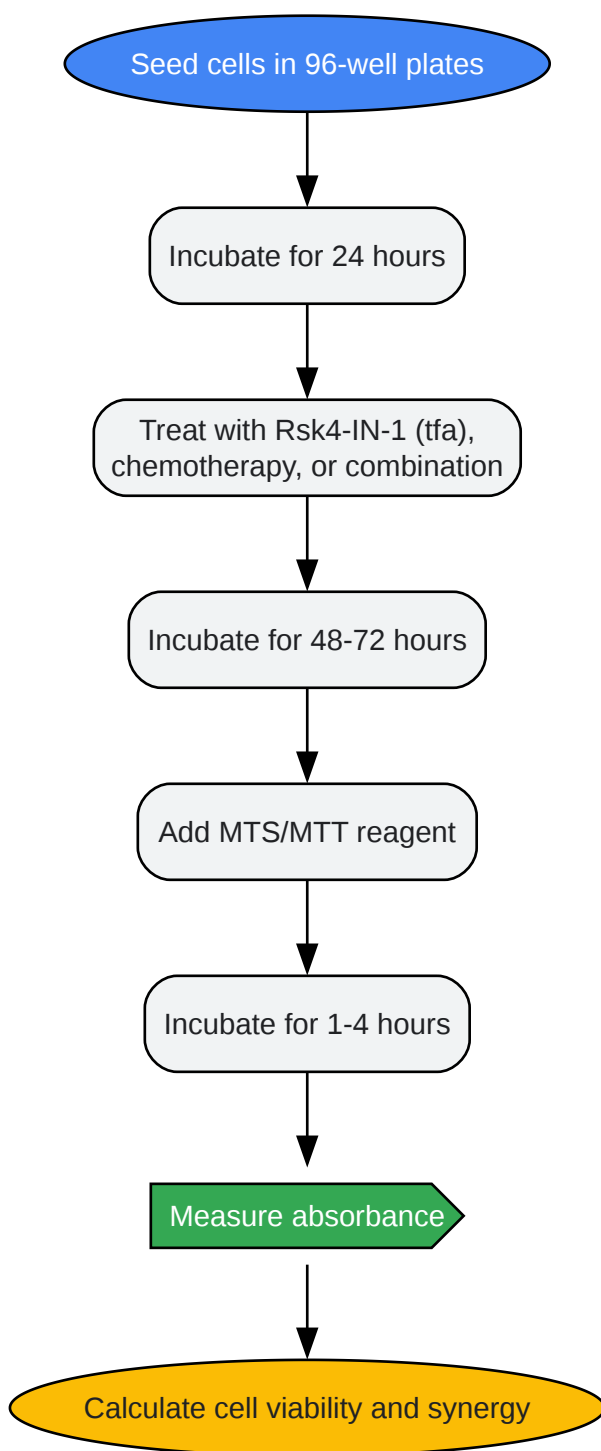 Seed cells in 96-well plates
Incubate for 24 hours
Treat with Rsk4-IN-1 (tfa),
chemotherapy, or combination
Incubate for 48-72 hours
Add MTS/MTT reagent
Incubate for 1-4 hours
Measure absorbance
Calculate cell viability and synergy